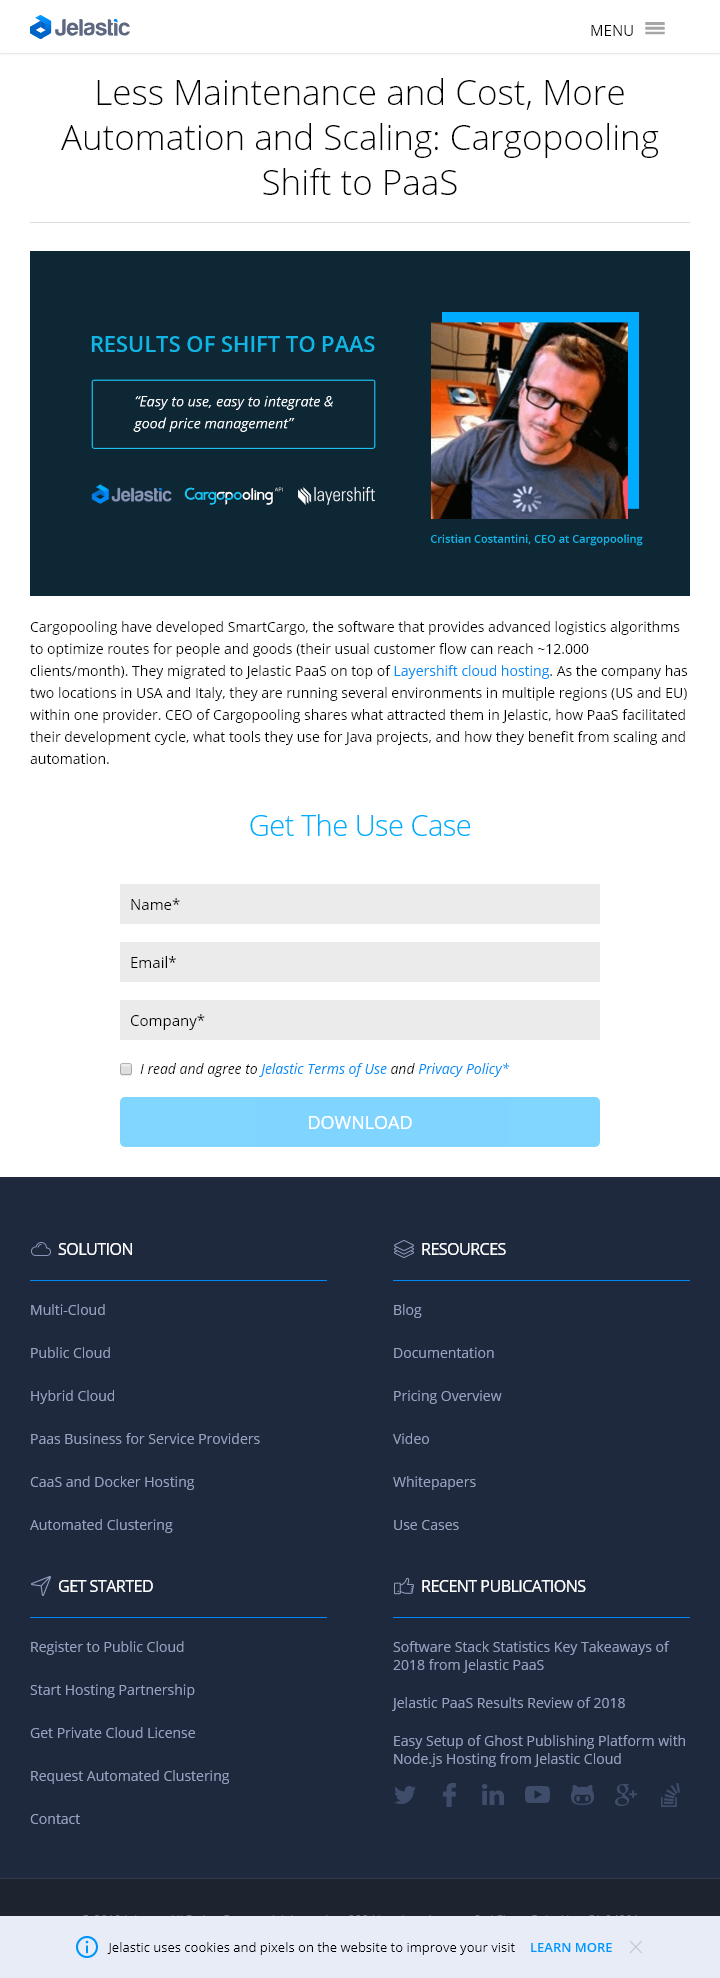 Jelastic
MENU
Less Maintenance and Cost, More
Automation and Scaling: Cargopooling
Shift to PaaS
RESULTS OF SHIFT TO PAAS
“Easy to use, easy to integrate &
good price management”
Jelastic Cargopooling API layershift
Cristian Costantini, CEO at Cargopooling
Cargopooling have developed SmartCargo, the software that provides advanced logistics algorithms
to optimize routes for people and goods (their usual customer flow can reach ~12.000
clients/month). They migrated to Jelastic PaaS on top of Layershift cloud hosting. As the company has
two locations in USA and Italy, they are running several environments in multiple regions (US and EU)
within one provider. CEO of Cargopooling shares what attracted them in Jelastic, how PaaS facilitated
their development cycle, what tools they use for Java projects, and how they benefit from scaling and
automation.
Get The Use Case
Name*
Email*
Company*
I read and agree to Jelastic Terms of Use and Privacy Policy*
DOWNLOAD
SOLUTION
Multi-Cloud
Public Cloud
Hybrid Cloud
Paas Business for Service Providers
CaaS and Docker Hosting
Automated Clustering
RESOURCES
Blog
Documentation
Pricing Overview
Video
Whitepapers
Use Cases
GET STARTED
Register to Public Cloud
Start Hosting Partnership
Get Private Cloud License
Request Automated Clustering
Contact
RECENT PUBLICATIONS
Software Stack Statistics Key Takeaways of
2018 from Jelastic PaaS
Jelastic PaaS Results Review of 2018
Easy Setup of Ghost Publishing Platform with
Node.js Hosting from Jelastic Cloud
Jelastic uses cookies and pixels on the website to improve your visit LEARN MORE